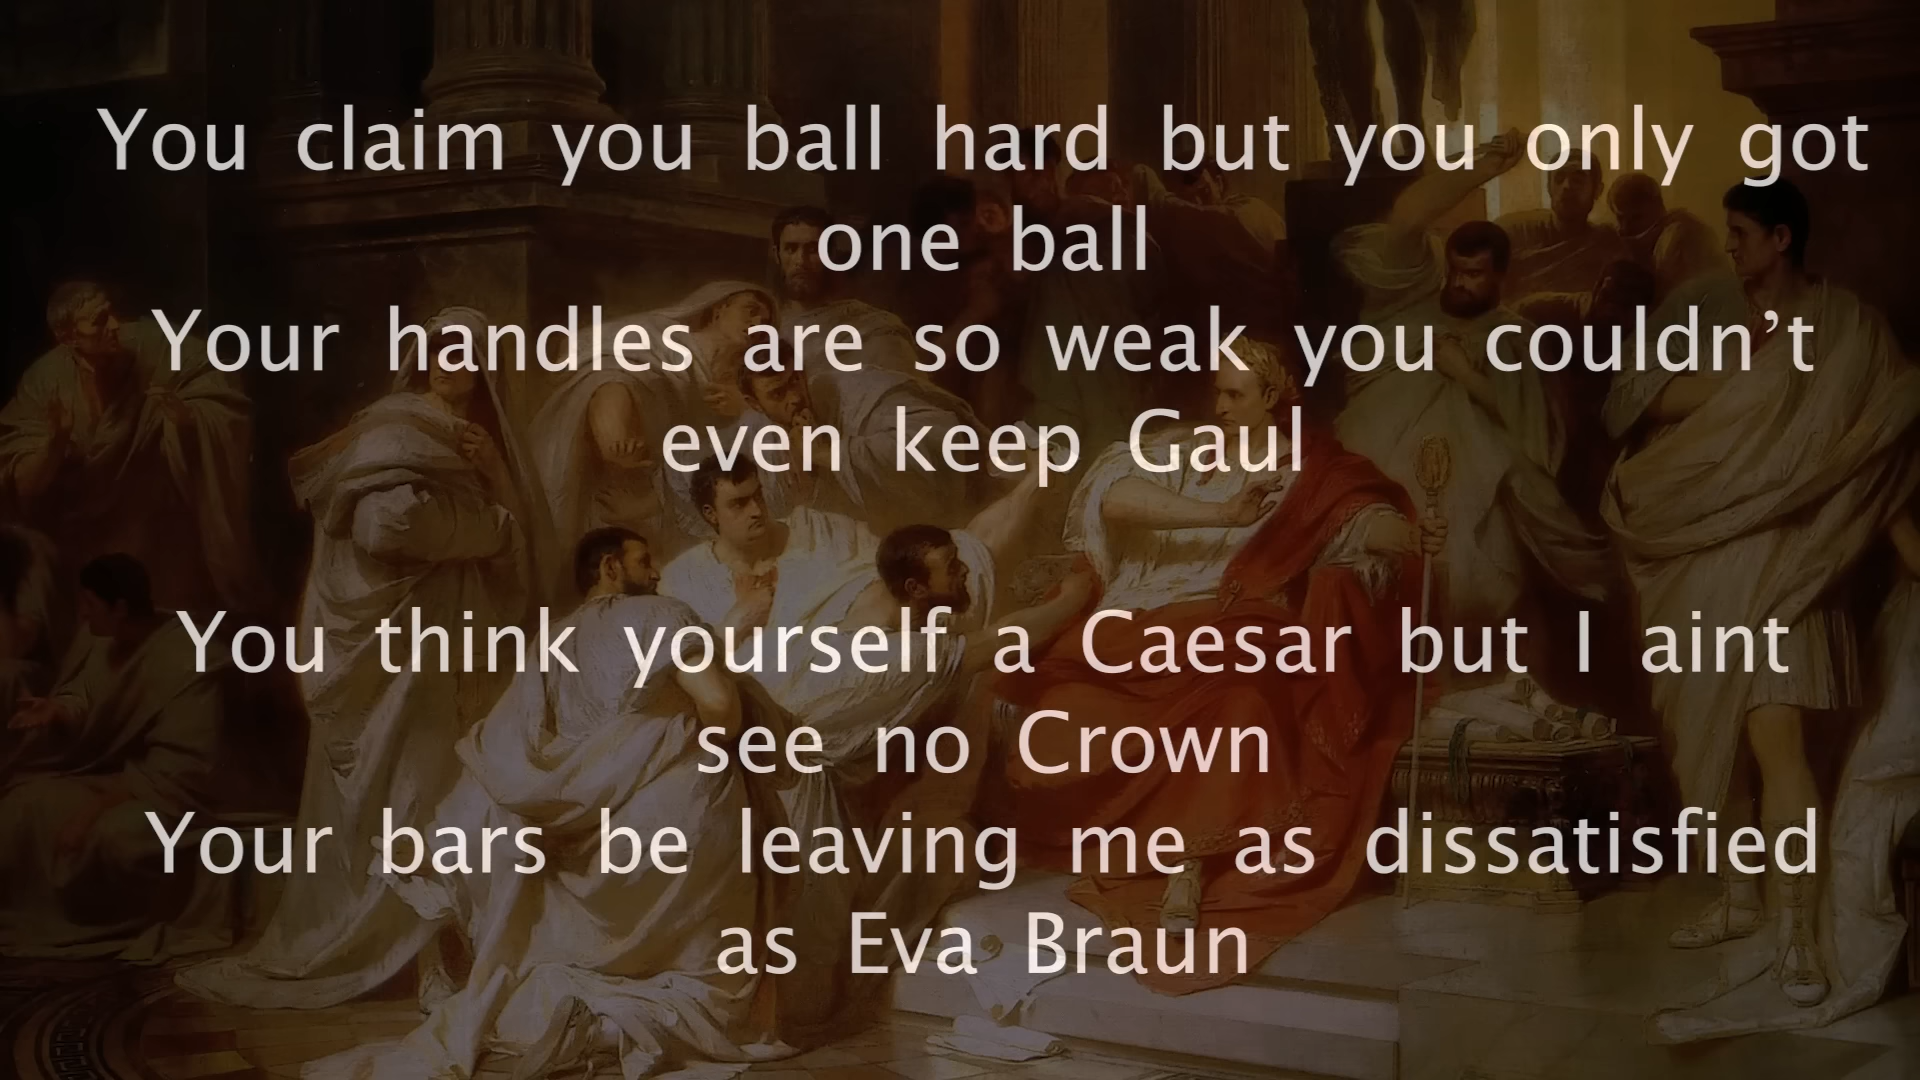 You claim you ball hard but you only got
one ball
Your handles are so weak you couldn’t
even keep Gaul
You think yourself a Caesar but I aint
see no Crown
Your bars be leaving me as dissatisfied
as Eva Braun